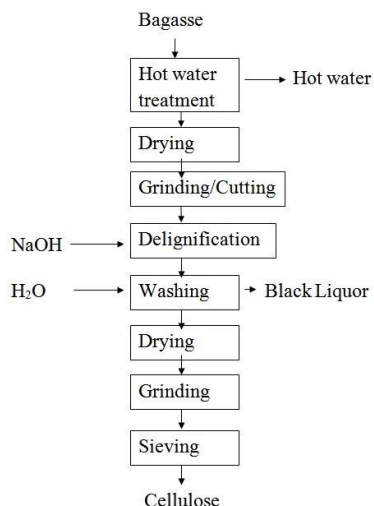 Bagasse
Hot water
treatment
Hot water
Drying
Grinding/Cutting
NaOH
Delignification
H₂O
Washing
Black Liquor
Drying
Grinding
Sieving
Cellulose